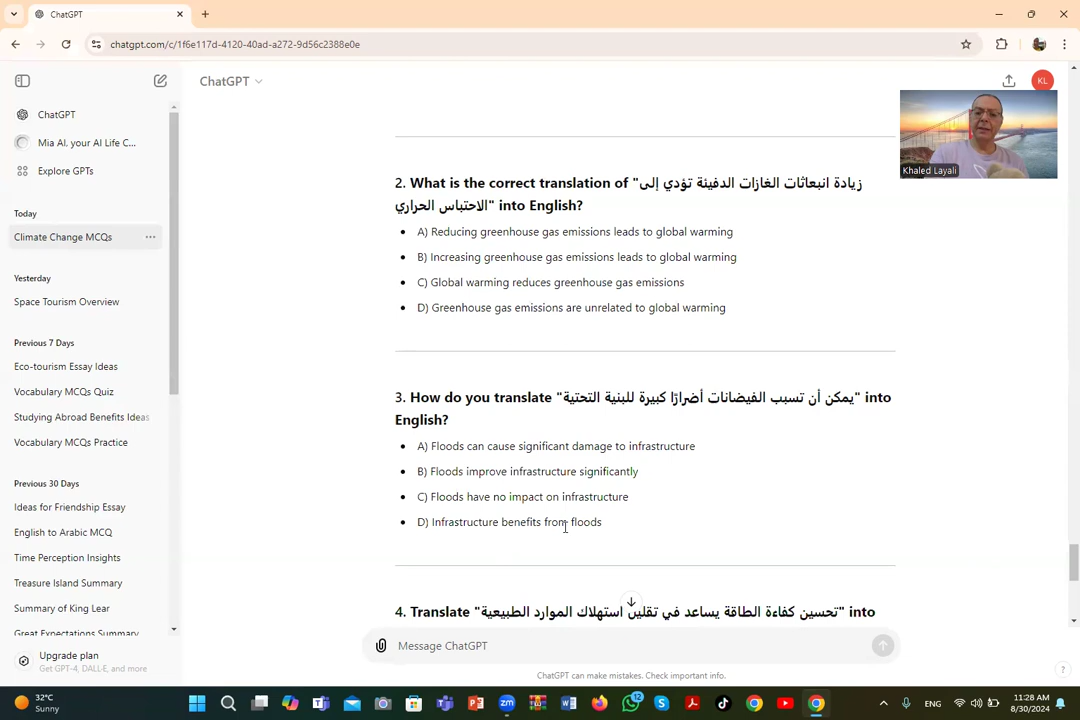 ChatGPT
chatgpt.com/c/1f6e117d-4120-40ad-a272-9d56c2388e0e
ChatGPT
KL
ChatGPT
Mia AI, your AI Life C...
Explore GPTs
Today
Climate Change MCQs
Yesterday
Space Tourism Overview
Previous 7 Days
Eco-tourism Essay Ideas
Vocabulary MCQs Quiz
Studying Abroad Benefits Ideas
Vocabulary MCQs Practice
Previous 30 Days
Ideas for Friendship Essay
English to Arabic MCQ
Time Perception Insights
Treasure Island Summary
Summary of King Lear
Great Expectations Summary
Upgrade plan
Get GPT-4, DALL·E, and more
Khaled Layali
2. What is the correct translation of "زيادة انبعاثات الغازات الدفيئة تؤدي إلى
الاحتباس الحراري" into English?
A) Reducing greenhouse gas emissions leads to global warming
B) Increasing greenhouse gas emissions leads to global warming
C) Global warming reduces greenhouse gas emissions
D) Greenhouse gas emissions are unrelated to global warming
3. How do you translate "يمكن أن تسبب الفيضانات أضرارًا كبيرة للبنية التحتية" into
English?
A) Floods can cause significant damage to infrastructure
B) Floods improve infrastructure significantly
C) Floods have no impact on infrastructure
D) Infrastructure benefits from floods
4. Translate "تحسين كفاءة الطاقة يساعد في تقليل استهلاك الموارد الطبيعية" into
Message ChatGPT
ChatGPT can make mistakes. Check important info.
?
32°C
Sunny
12
ENG
11:28 AM
8/30/2024